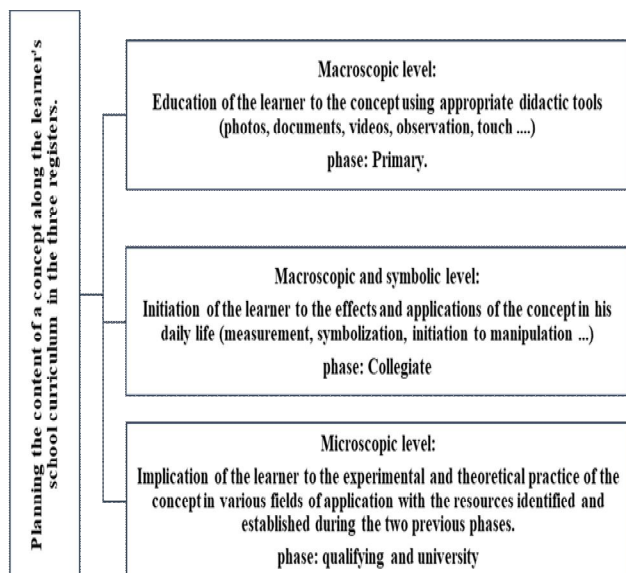 Planning the content of a concept along the learner's
school curriculum in the three registers.
Macroscopic level:
Education of the learner to the concept using appropriate didactic tools
(photos, documents, videos, observation, touch ....)
phase: Primary.
Macroscopic and symbolic level:
Initiation of the learner to the effects and applications of the concept in his
daily life (measurement, symbolization, initiation to manipulation ...)
phase: Collegiate
Microscopic level:
Implication of the learner to the experimental and theoretical practice of the
concept in various fields of application with the resources identified and
established during the two previous phases.
phase: qualifying and university